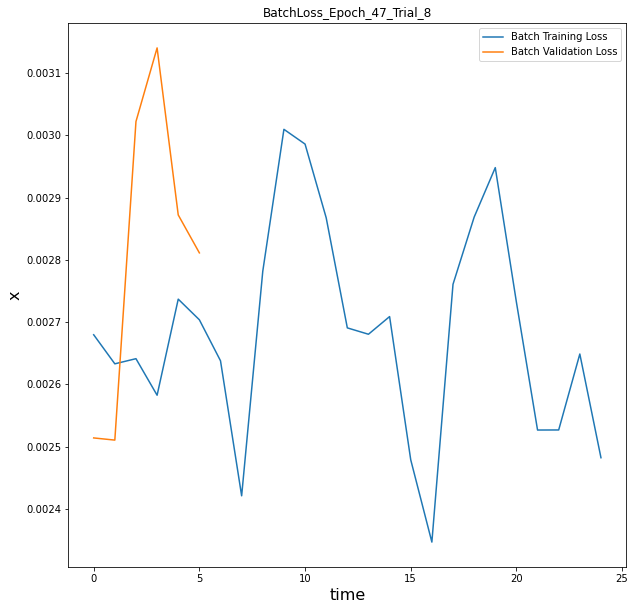 BatchLoss_Epoch_47_Trial_8
Batch Training Loss
Batch Validation Loss
0.0031
0.0030
0.0029
0.0028
0.0027
0.0026
0.0025
0.0024
x
0 5 10 15 20 25
time